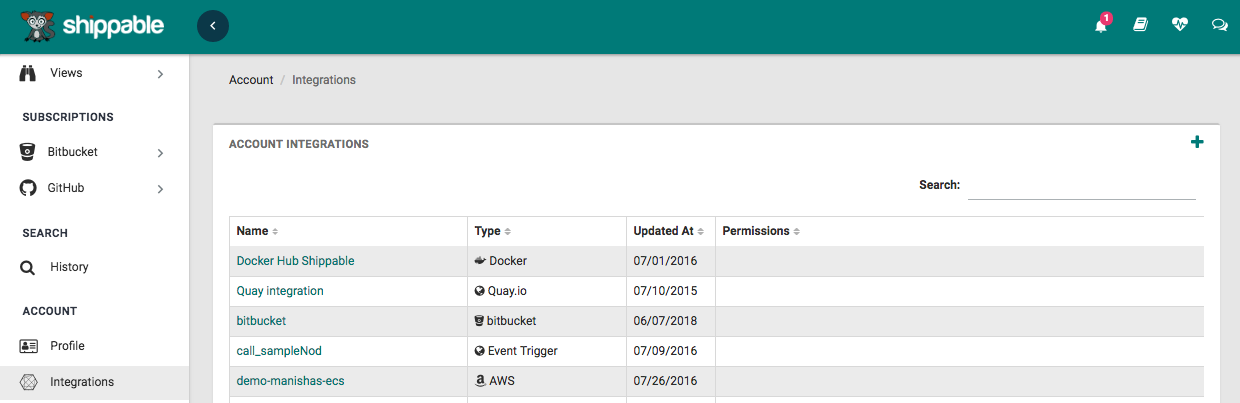 shippable
1
Views
Account / Integrations
SUBSCRIPTIONS
Bitbucket
GitHub
SEARCH
History
ACCOUNT
Profile
Integrations
ACCOUNT INTEGRATIONS
Search:
Name Type Updated At Permissions
Docker Hub Shippable Docker 07/01/2016
Quay integration Quay.io 07/10/2015
bitbucket bitbucket 06/07/2018
call_sampleNod Event Trigger 07/09/2016
demo-manishas-ecs AWS 07/26/2016